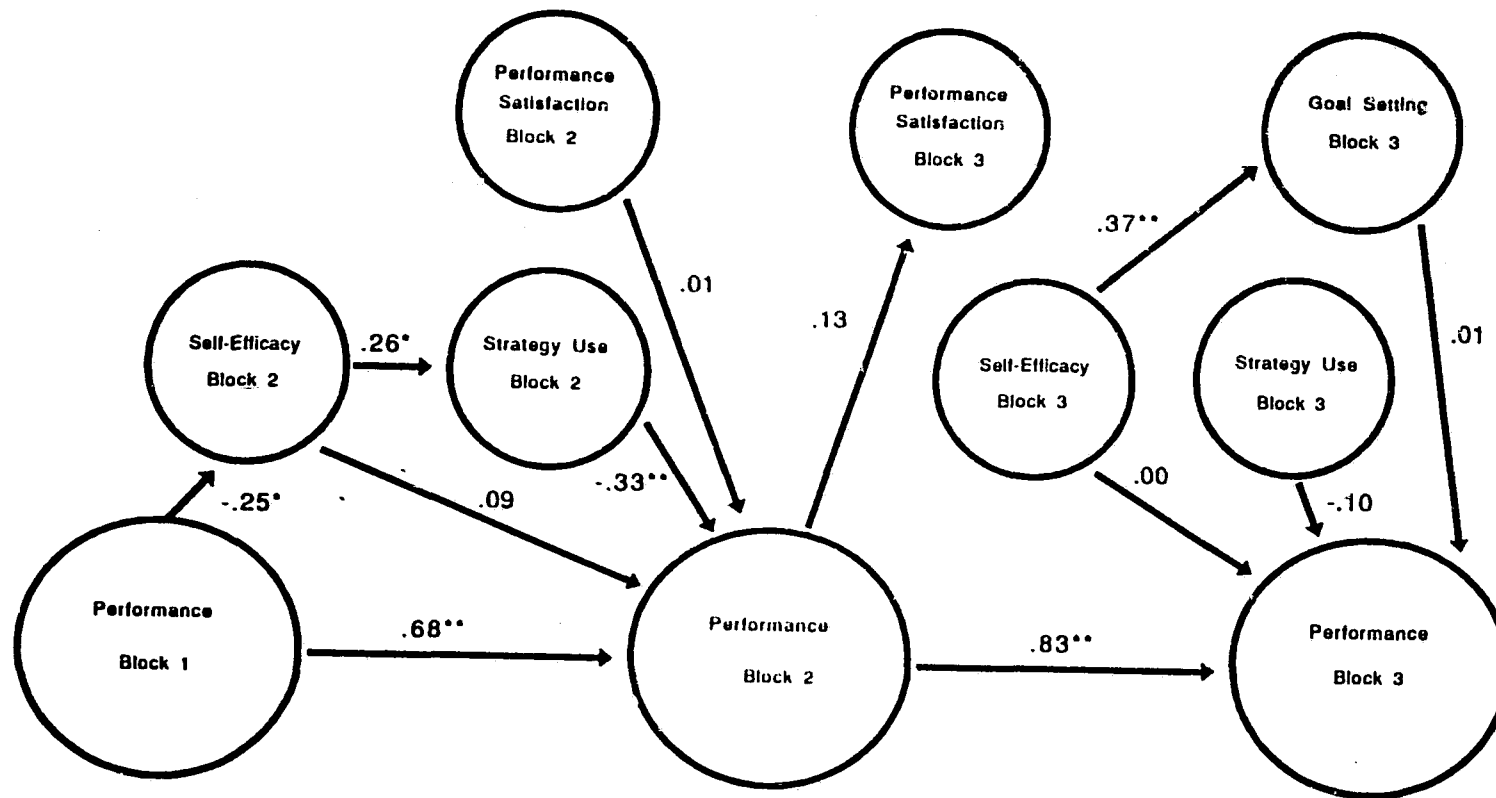 Performance
Satisfaction
Block 2
Performance
Satisfaction
Block 3
Goal Setting
Block 3
.37**
.01
.13
.01
Self-Efficacy
Block 2
.26*
Strategy Use
Block 2
Self-Efficacy
Block 3
Strategy Use
Block 3
-.25*
.09
-.33**
.00
-.10
Performance
Block 1
.68**
Performance
Block 2
.83**
Performance
Block 3